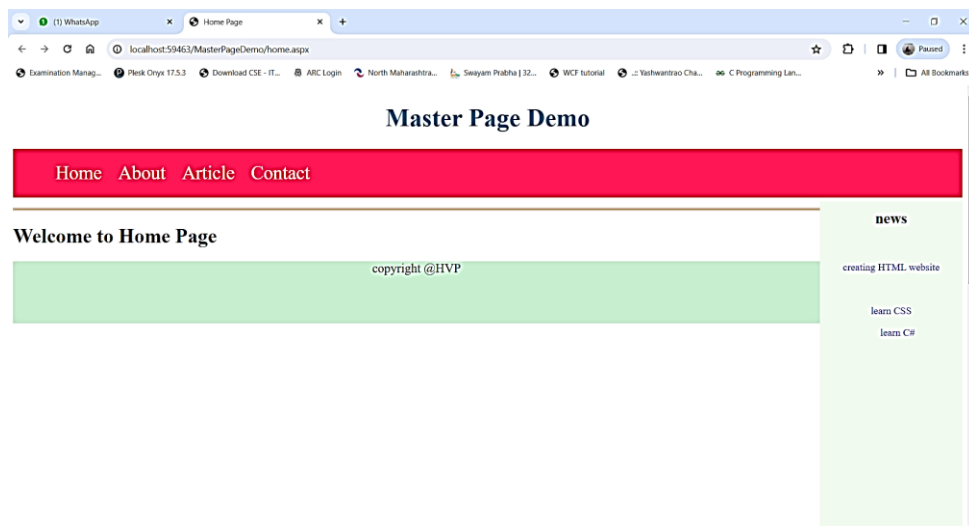 (1) WhatsApp
Home Page
localhost:59463/MasterPageDemo/home.aspx
Paused
Examination Manag... Plesk Onyx 17.5.3 Download CSE - IT... ARC Login North Maharashtra... Swayam Prabha | 32... WCF tutorial ..:: Yashwantrao Cha... C Programming Lan... » All Bookmarks
Master Page Demo
Home About Article Contact
news
Welcome to Home Page
copyright @HVP
creating HTML website
learn CSS
learn C#